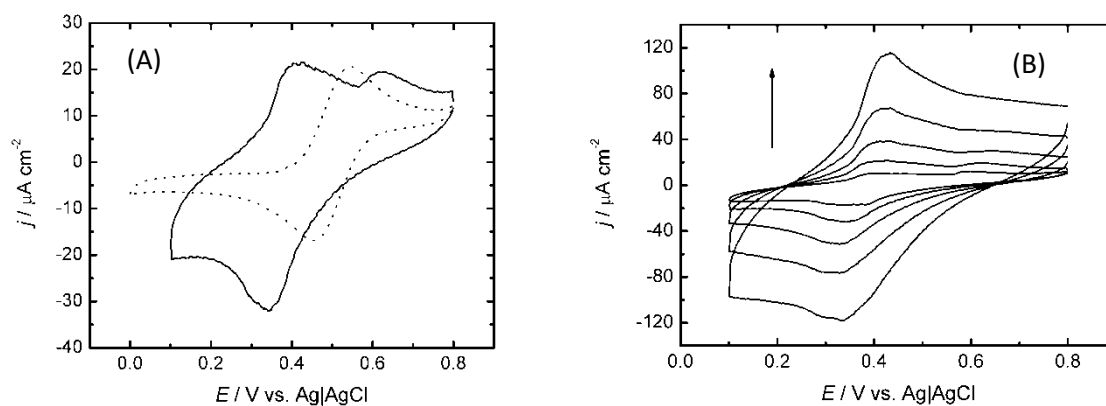 (A)
30
20
10
0
-10
-20
-30
-40
0.0 0.2 0.4 0.6 0.8
j / μA cm⁻²
E / V vs. Ag|AgCl
(B)
120
80
40
0
-40
-80
-120
0.0 0.2 0.4 0.6 0.8
j / μA cm⁻²
E / V vs. Ag|AgCl